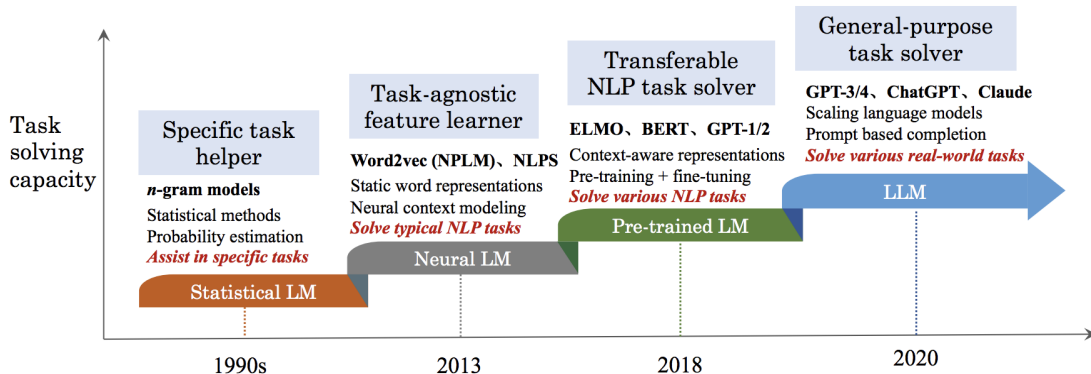 Task
solving
capacity
Specific task
helper
n-gram models
Statistical methods
Probability estimation
Assist in specific tasks
Statistical LM
1990s
Task-agnostic
feature learner
Word2vec (NPLM)、NLPS
Static word representations
Neural context modeling
Solve typical NLP tasks
Neural LM
2013
Transferable
NLP task solver
ELMO、BERT、GPT-1/2
Context-aware representations
Pre-training + fine-tuning
Solve various NLP tasks
Pre-trained LM
2018
General-purpose
task solver
GPT-3/4、ChatGPT、Claude
Scaling language models
Prompt based completion
Solve various real-world tasks
LLM
2020